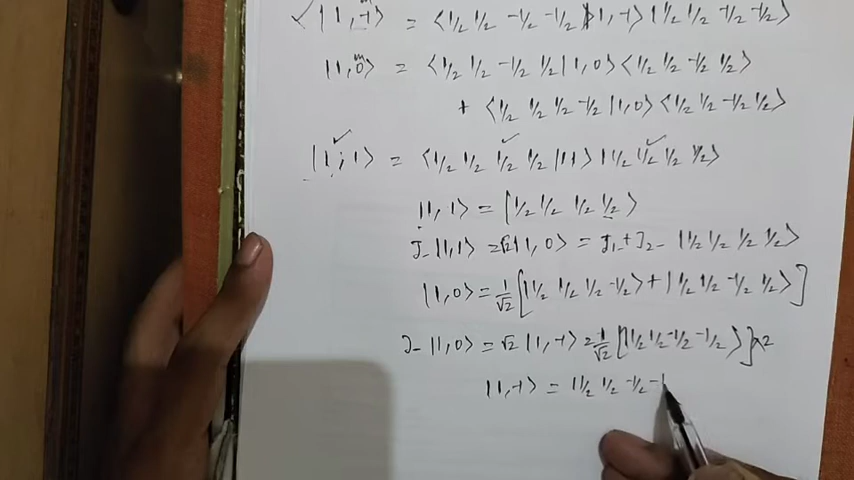 ✓ |1,-1⟩ = ⟨1/2 1/2 -1/2 -1/2 |1,-1⟩ |1/2 1/2 -1/2 -1/2⟩
|1,0⟩ = ⟨1/2 1/2 -1/2 1/2|1,0⟩ ⟨1/2 1/2 -1/2 1/2⟩
+ ⟨1/2 1/2 1/2 -1/2|1,0⟩ ⟨1/2 1/2 -1/2 1/2⟩
|1,1⟩ = ⟨1/2 1/2 1/2 1/2|11⟩ |1/2 1/2 1/2 1/2⟩
|1,1⟩ = |1/2 1/2 1/2 1/2⟩
J-|1,1⟩ = √2|1,0⟩ = J1-+J2- |1/2 1/2 1/2 1/2⟩
|1,0⟩ = 1/√2 [|1/2 1/2 1/2 -1/2⟩ + |1/2 1/2 -1/2 1/2⟩]
J-|1,0⟩ = √2 |1,-1⟩ = 1/√2 [|1/2 1/2 -1/2 -1/2⟩]×2
|1,-1⟩ = |1/2 1/2 -1/2 -1